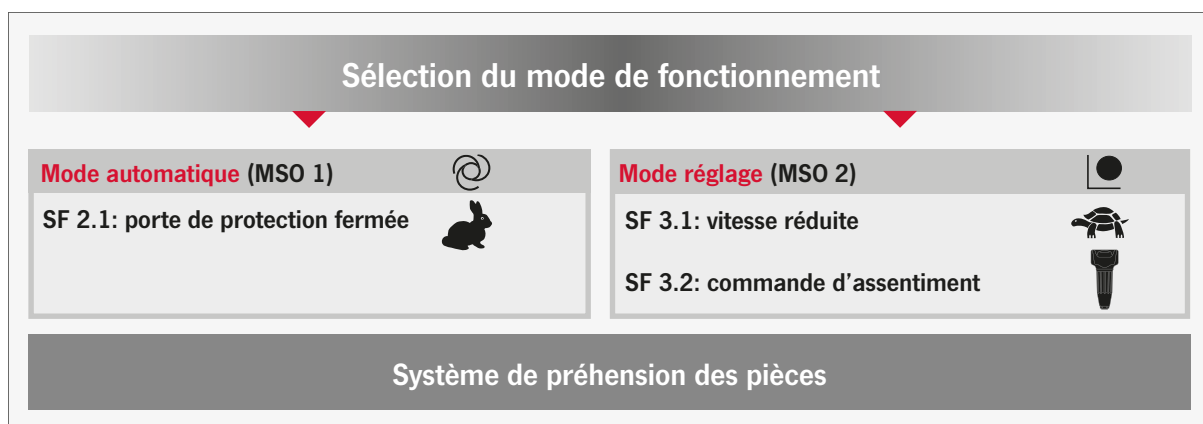 Sélection du mode de fonctionnement
Mode automatique (MSO 1)
SF 2.1: porte de protection fermée
Mode réglage (MSO 2)
SF 3.1: vitesse réduite
SF 3.2: commande d’assentiment
Système de préhension des pièces